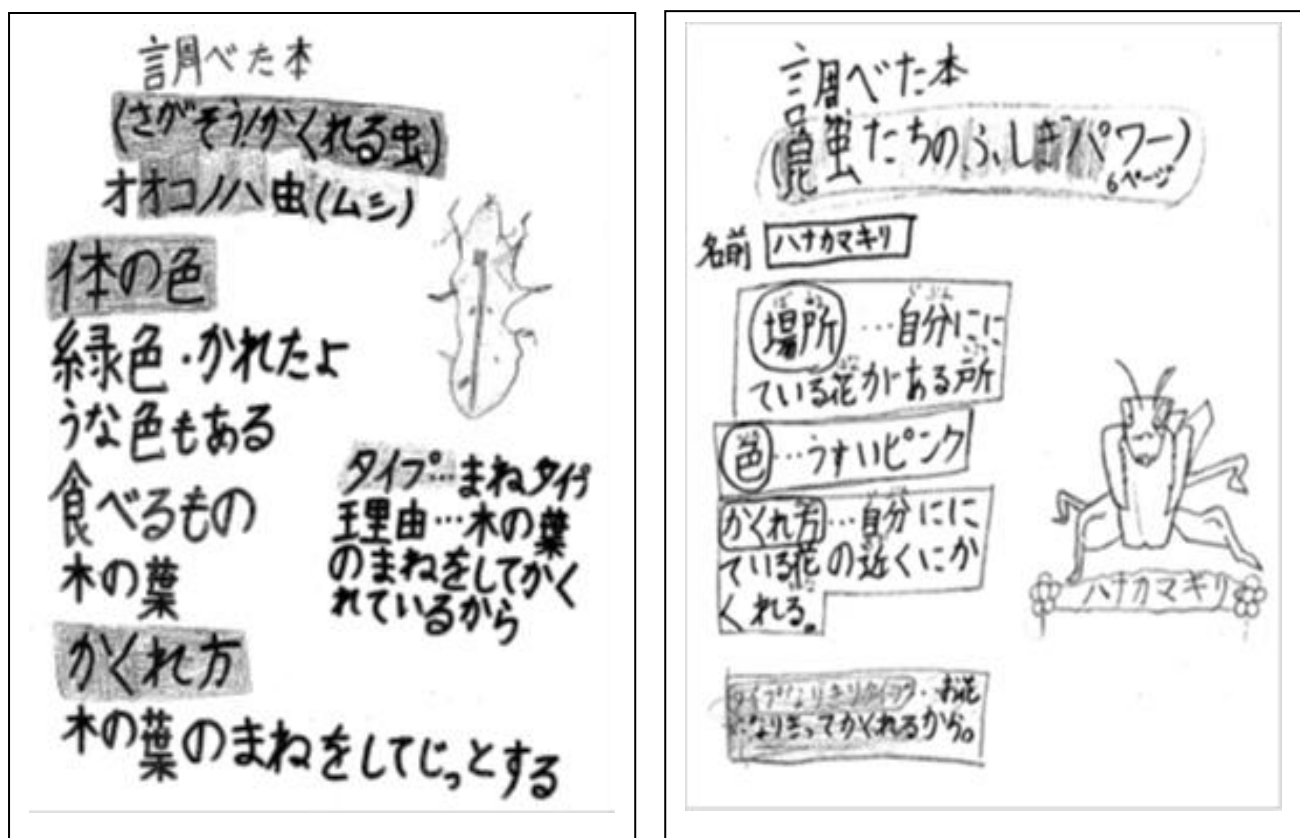 調べた本
(さがそう!かくれる虫)
オオコノハ虫(ムシ)
体の色
緑色・かれたよ
うな色もある
食べるもの
木の葉
かくれ方
木の葉のまねをしてじっとする
タイプ…まねタイプ
理由…木の葉
のまねをしてかく
れているから
調べた本
(昆虫たちのふしぎパワー)
6ページ
名前 ハナカマキリ
場所…自分にに
ている花がある所
色…うすいピンク
かくれ方…自分にに
ている花の近くにか
くれる。
ハナカマキリ
タイプなりきりタイプ…お花
になりきってかくれるから。